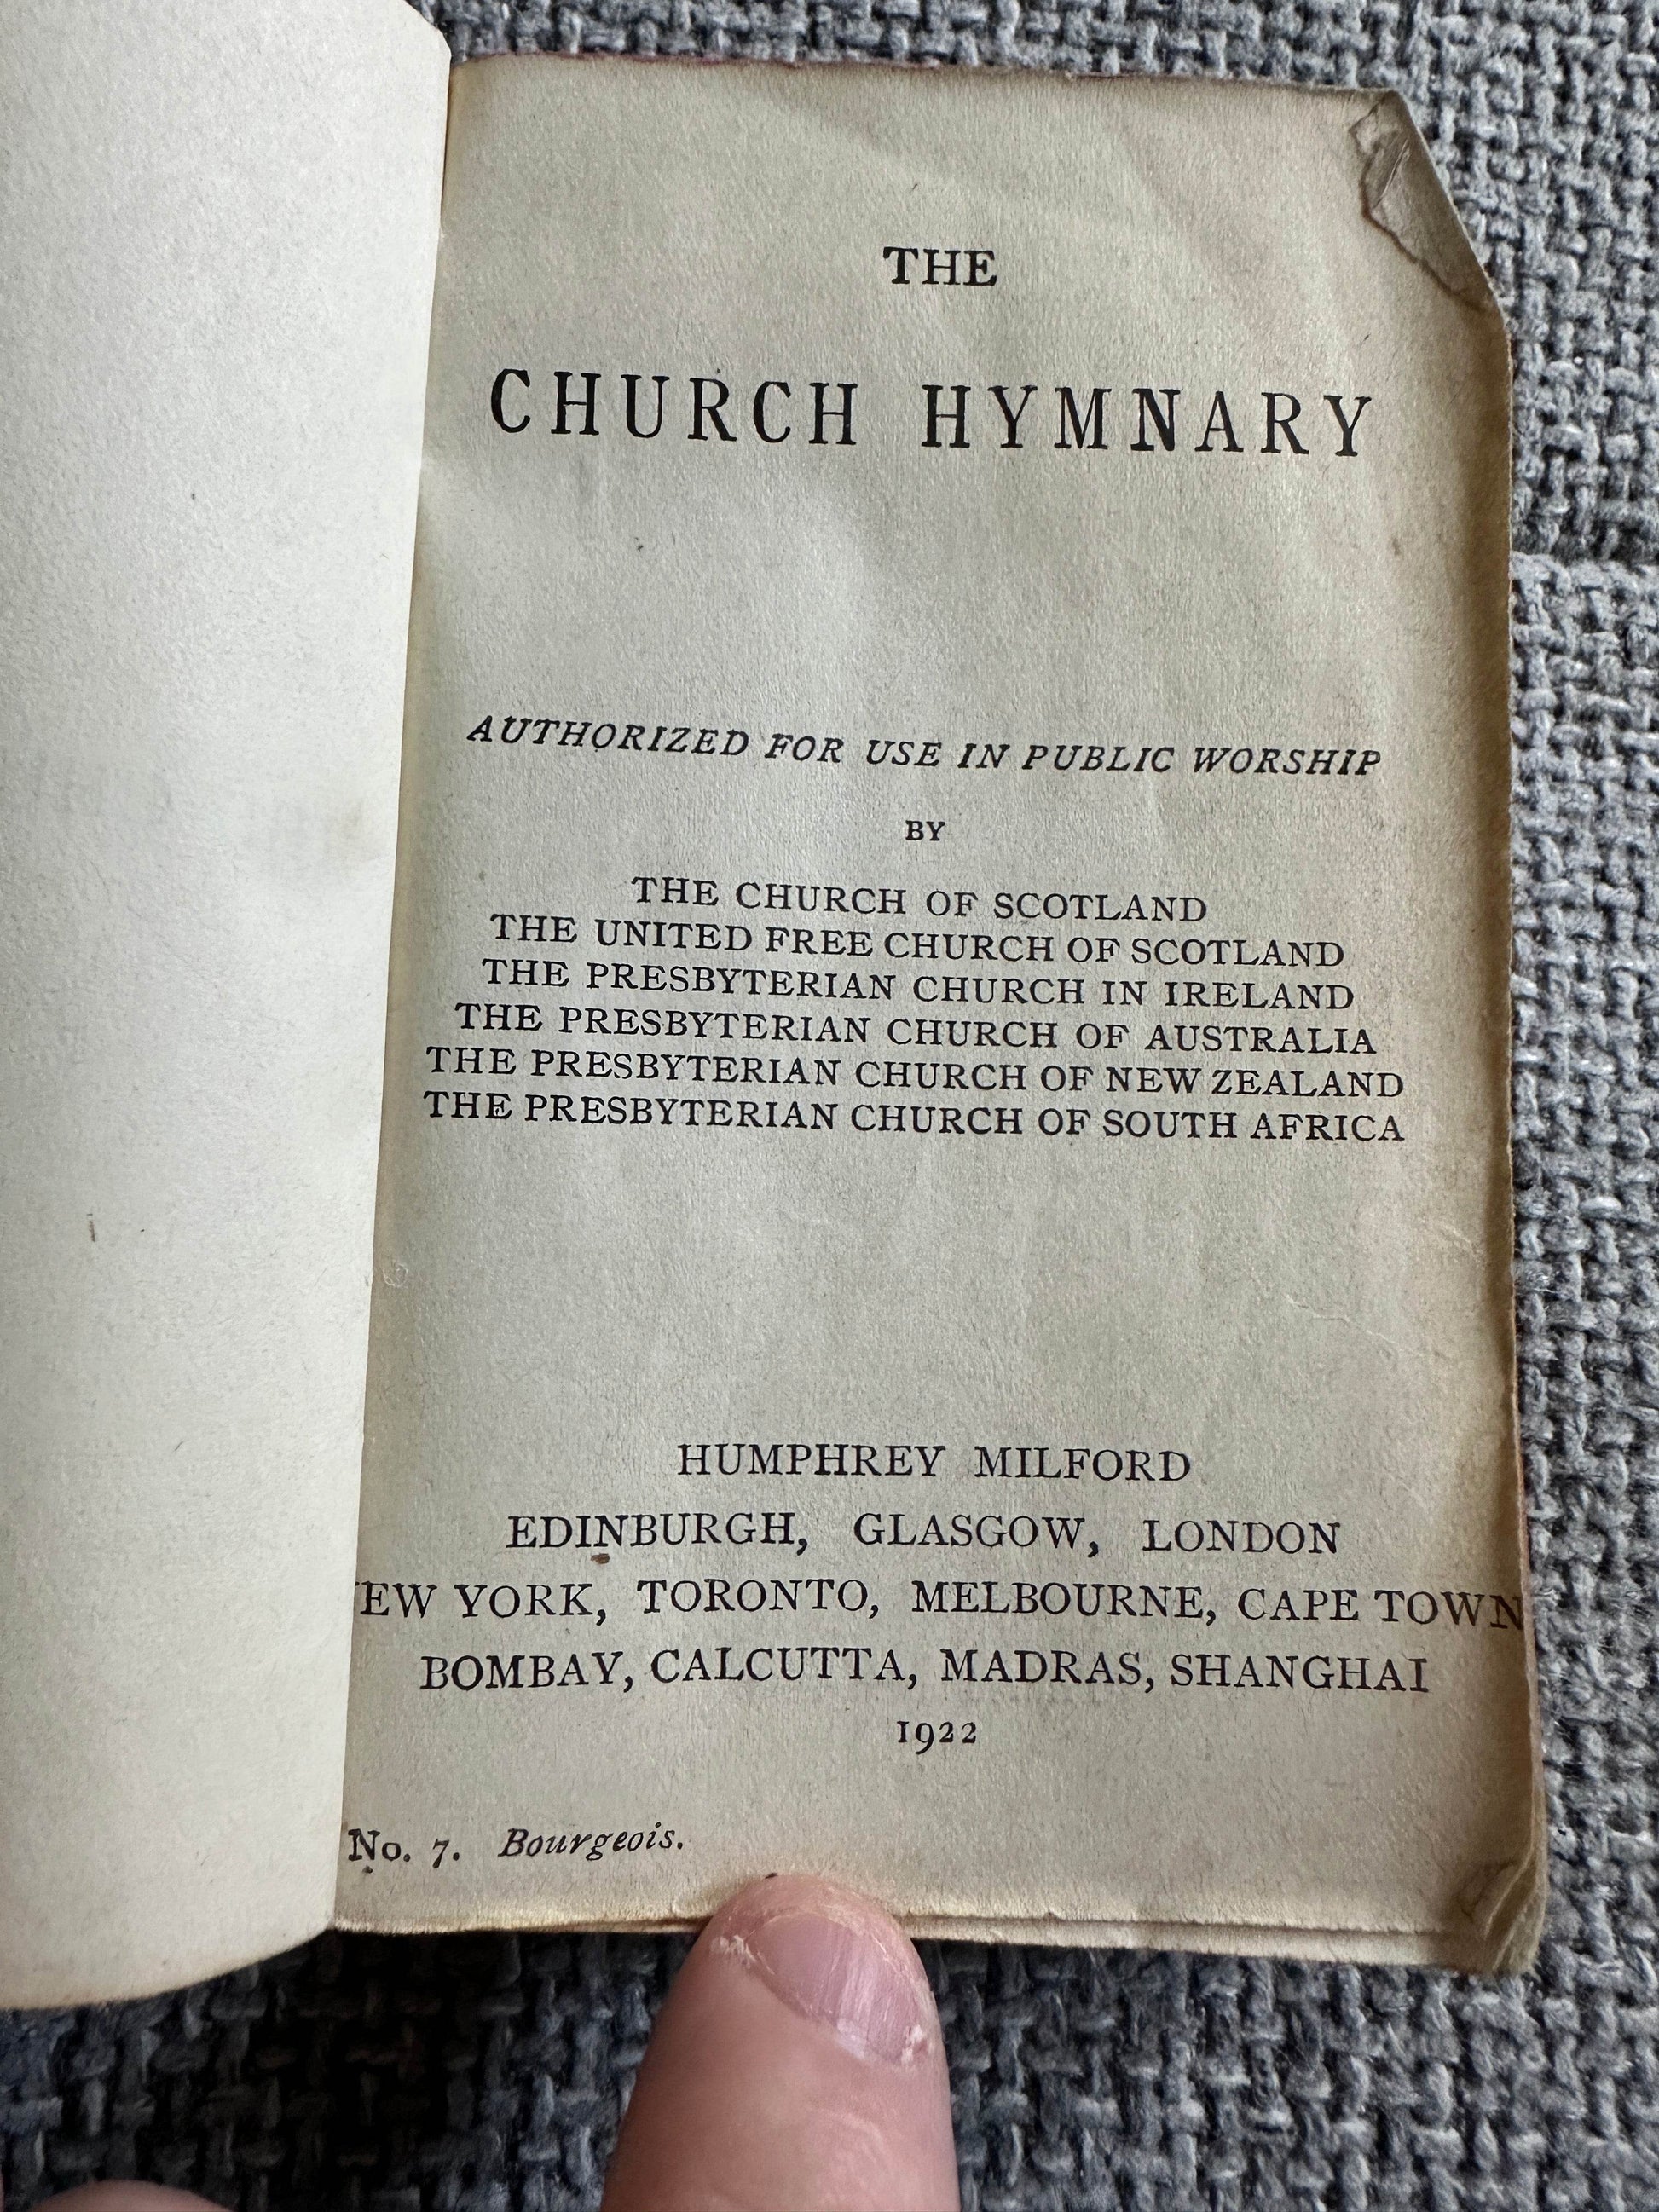 THE
CHURCH HYMNARY
AUTHORIZED FOR USE IN PUBLIC WORSHIP
BY
THE CHURCH OF SCOTLAND
THE UNITED FREE CHURCH OF SCOTLAND
THE PRESBYTERIAN CHURCH IN IRELAND
THE PRESBYTERIAN CHURCH OF AUSTRALIA
THE PRESBYTERIAN CHURCH OF NEW ZEALAND
THE PRESBYTERIAN CHURCH OF SOUTH AFRICA
HUMPHREY MILFORD
EDINBURGH, GLASGOW, LONDON
EW YORK, TORONTO, MELBOURNE, CAPE TOWN
BOMBAY, CALCUTTA, MADRAS, SHANGHAI
1922
No. 7. Bourgeois.